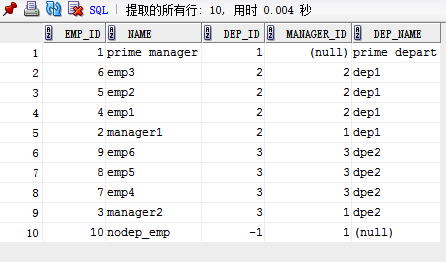 SQL | 提取的所有行: 10, 用时 0.004 秒
EMP_ID NAME DEP_ID MANAGER_ID DEP_NAME
1 1 prime manager 1 (null) prime depart
2 6 emp3 2 2 dep1
3 5 emp2 2 2 dep1
4 4 emp1 2 2 dep1
5 2 manager1 2 1 dep1
6 9 emp6 3 3 dpe2
7 8 emp5 3 3 dpe2
8 7 emp4 3 3 dpe2
9 3 manager2 3 1 dpe2
10 10 nodep_emp -1 1 (null)